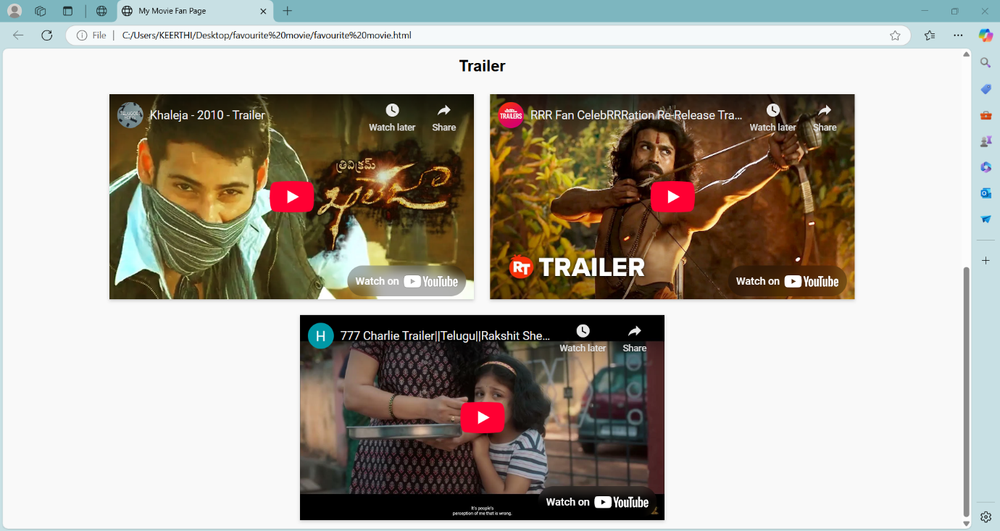 My Movie Fan Page
File
C:/Users/KEERTHI/Desktop/favourite%20movie/favourite%20movie.html
Trailer
TELUGODI
EDITS
Khaleja - 2010 - Trailer
Watch later
Share
త్రివిక్రమ్
ఖలేజా
Watch on YouTube
TRAILERS
RRR Fan CelebRRRation Re-Release Tra...
Watch later
Share
RT TRAILER
Watch on YouTube
H
777 Charlie Trailer||Telugu||Rakshit She...
Watch later
Share
It's people's
perception of me that is wrong.
Watch on YouTube